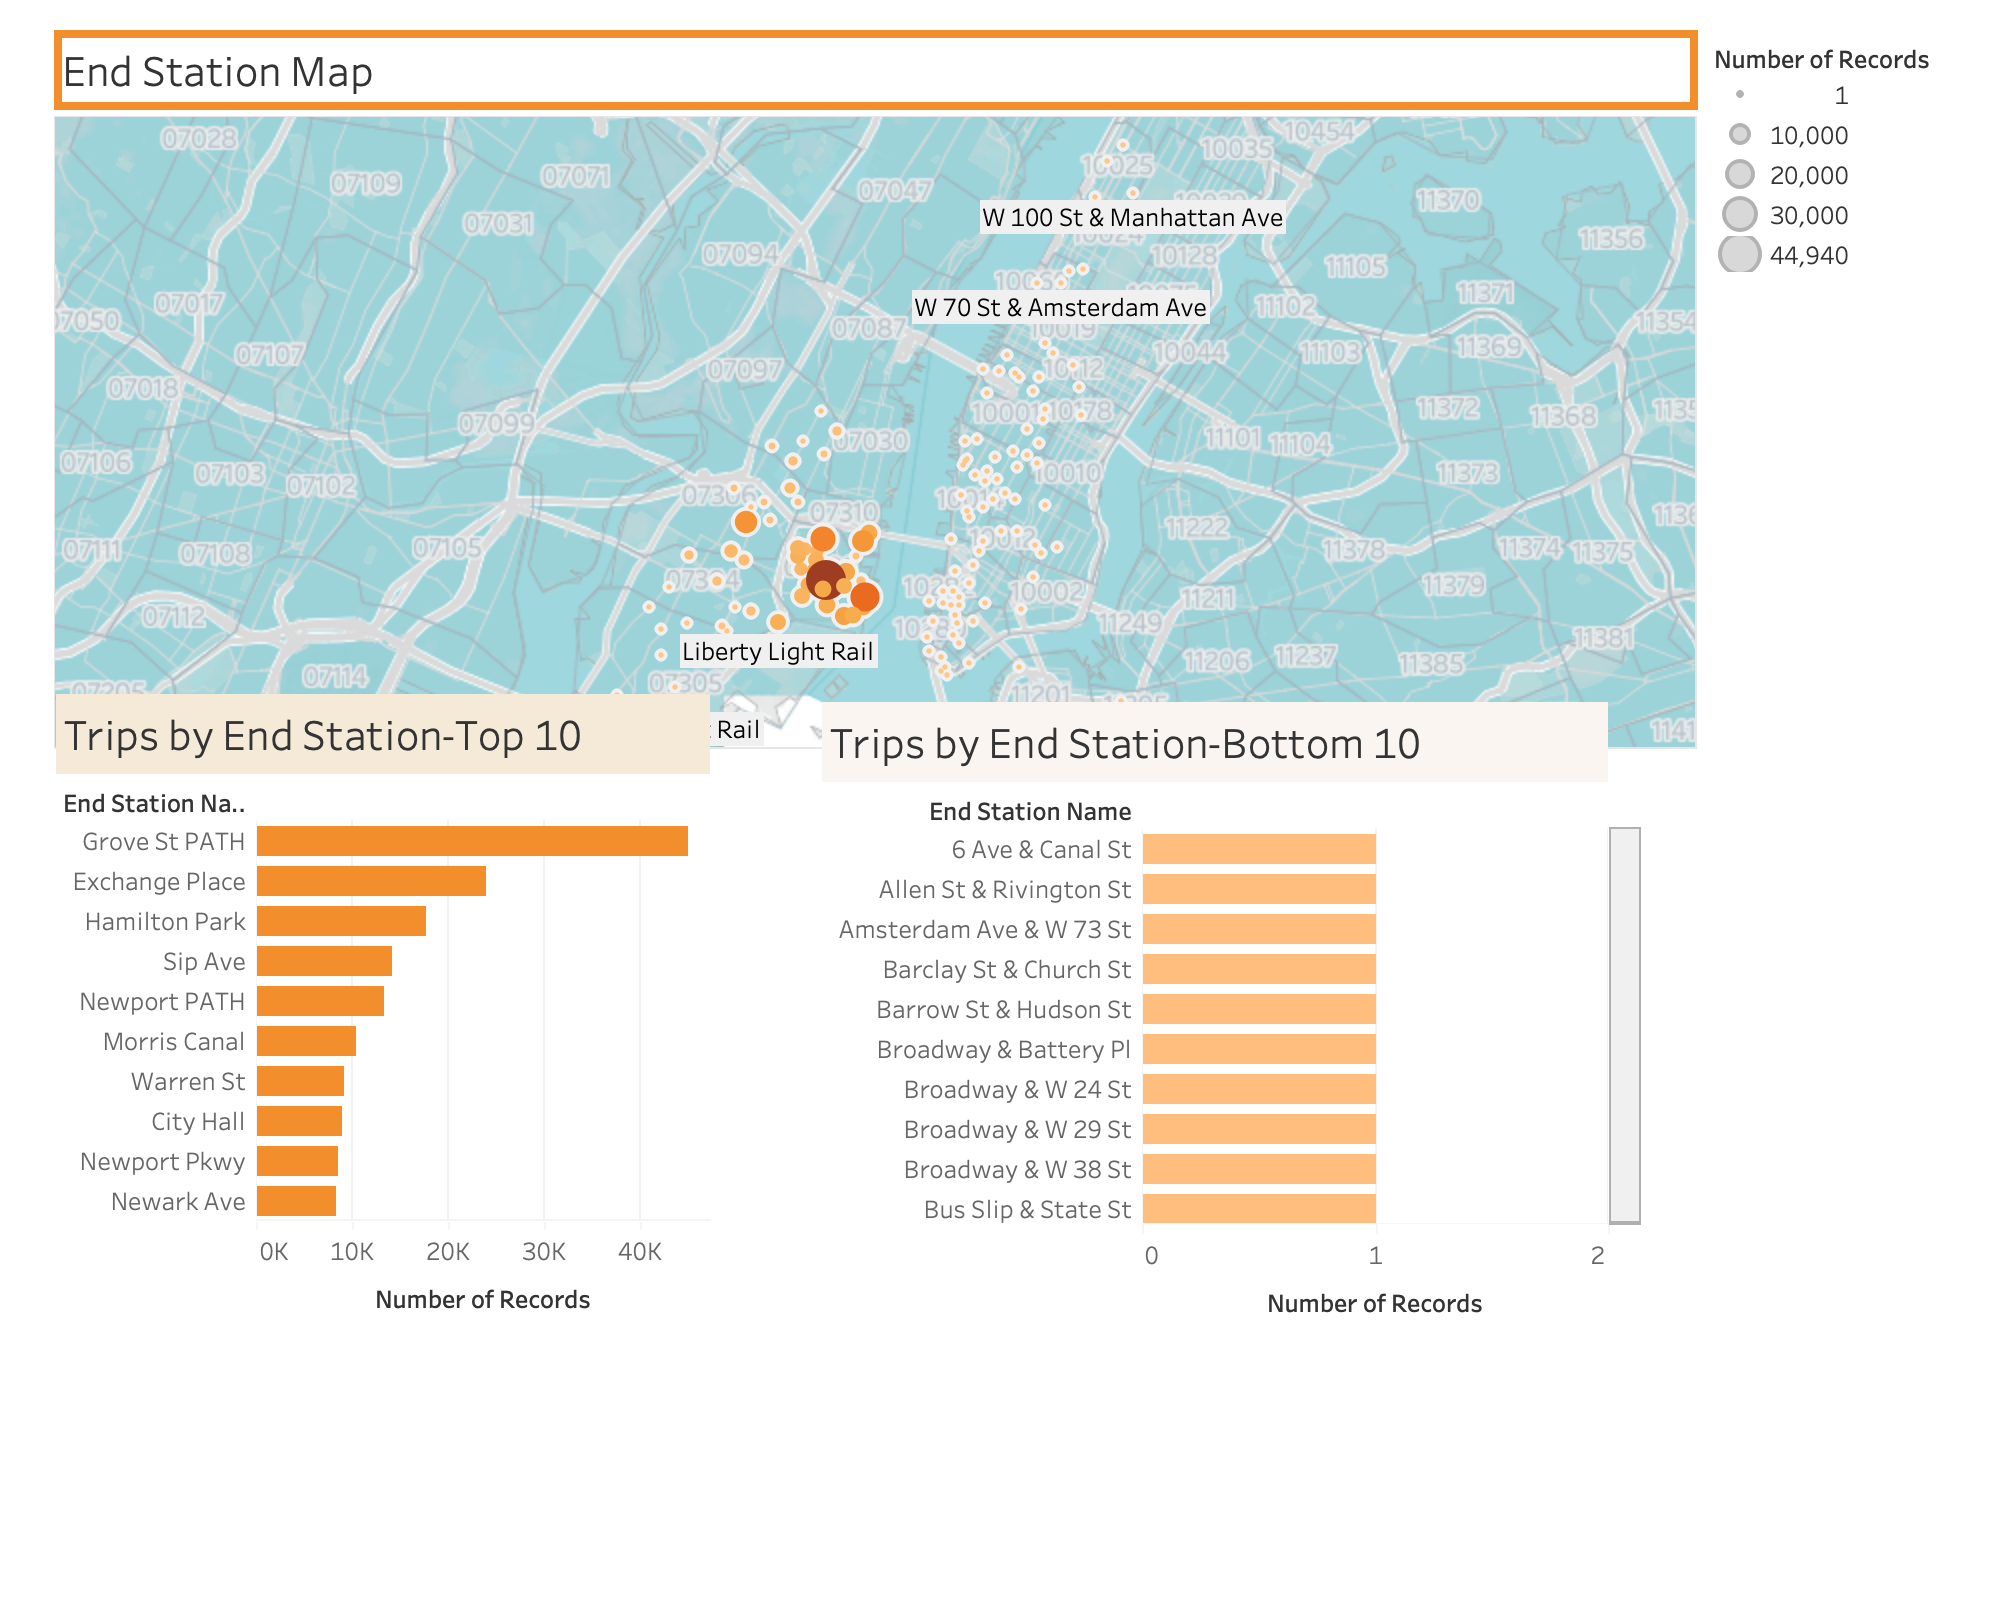 End Station Map
Number of Records
1
10,000
20,000
30,000
44,940
07028
10454
10035
10025
07109
07071
07047
11370
W 100 St & Manhattan Ave
07031
11356
07094
10128
11105
07017
11371
11102
W 70 St & Amsterdam Ave
07050
07087
10019
11354
07107
10044
11103
11369
07097
07018
11372
11368
07099
10001
07030
11101
11104
07106
07103
10010
11373
07102
07306
07310
11222
07111
07108
07105
11378
11374
11375
07304
10002
11379
07112
11211
11249
11381
Liberty Light Rail
11206
11237
11385
07114
07305
11201
Rail
Trips by End Station-Top 10
End Station Na..
Grove St PATH
Exchange Place
Hamilton Park
Sip Ave
Newport PATH
Morris Canal
Warren St
City Hall
Newport Pkwy
Newark Ave
0K 10K 20K 30K 40K
Number of Records
Trips by End Station-Bottom 10
End Station Name
6 Ave & Canal St
Allen St & Rivington St
Amsterdam Ave & W 73 St
Barclay St & Church St
Barrow St & Hudson St
Broadway & Battery Pl
Broadway & W 24 St
Broadway & W 29 St
Broadway & W 38 St
Bus Slip & State St
0 1 2
Number of Records